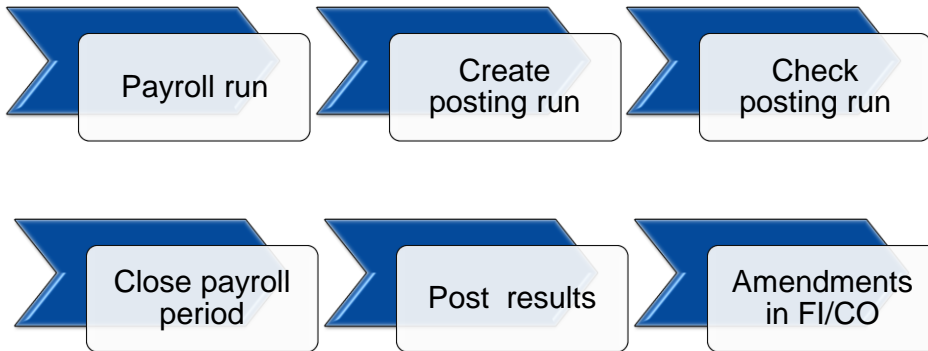 Payroll run
Create
posting run
Check
posting run
Close payroll
period
Post results
Amendments
in FI/CO